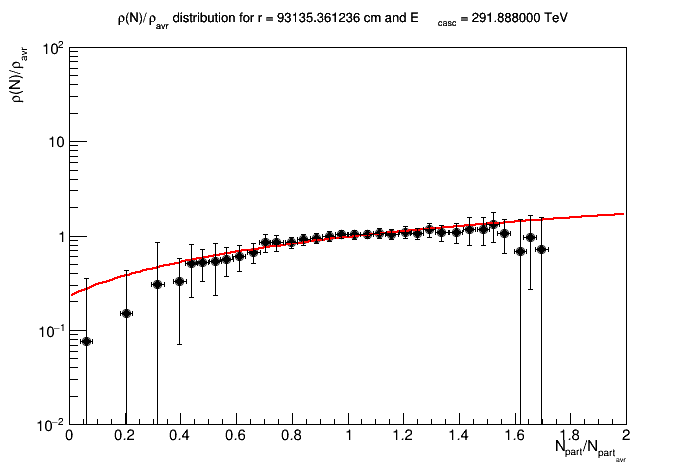 ρ(N)/ρavr distribution for r = 93135.361236 cm and E casc = 291.888000 TeV
ρ(N)/ρavr
10²
10
1
10⁻¹
10⁻²
0 0.2 0.4 0.6 0.8 1 1.2 1.4 1.6 1.8 2
Npart/Npartavr